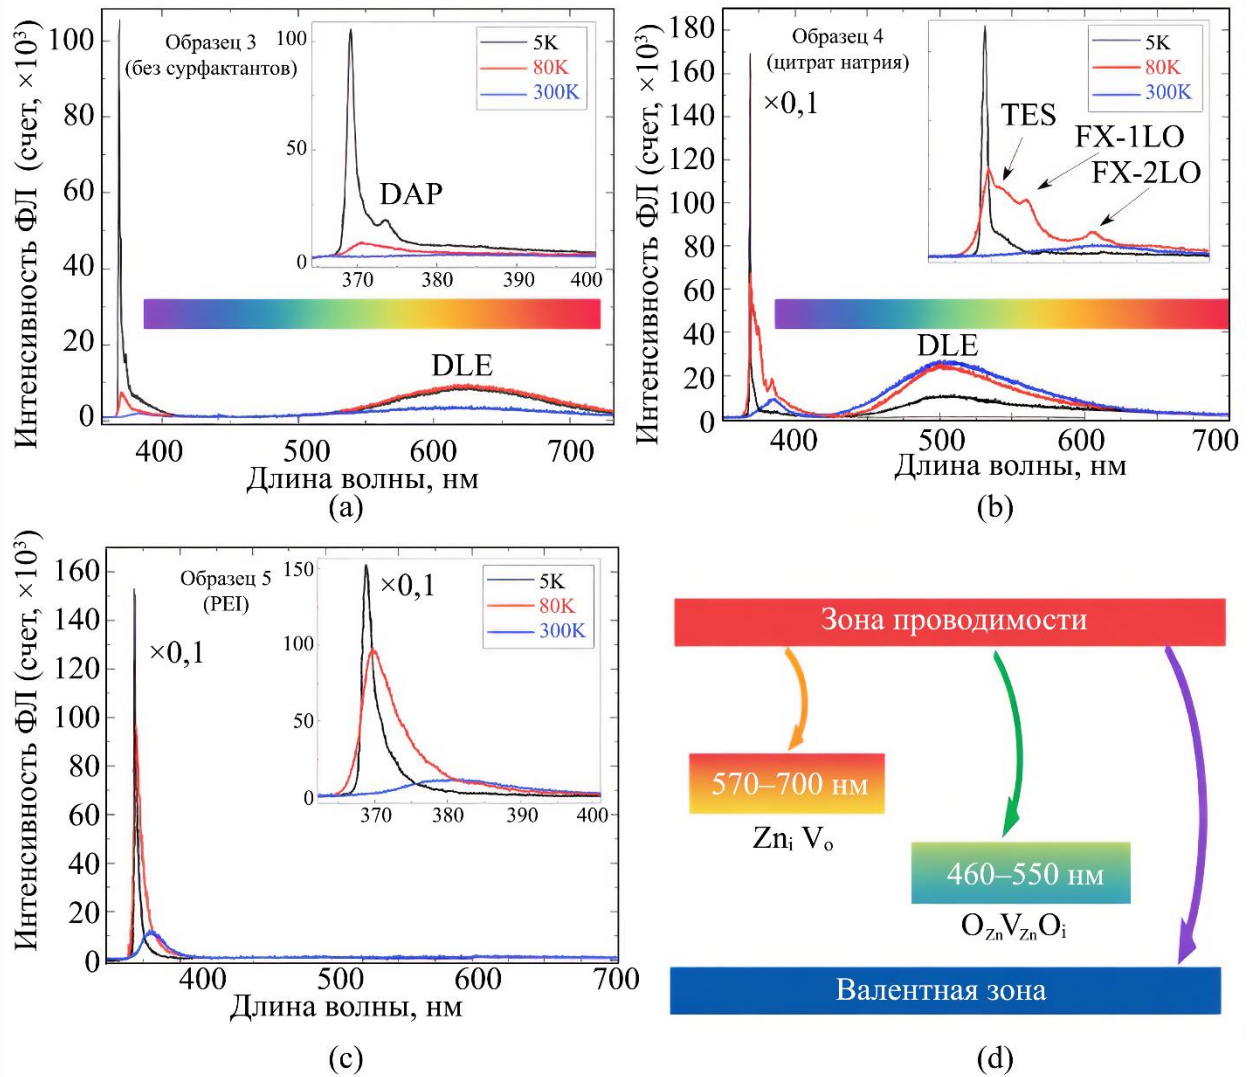 Интенсивность ФЛ (счет, ×10³)
100
80
60
40
20
0
Образец 3
(без сурфактантов)
100
50
0
5K
80K
300K
DAP
370
380
390
400
DLE
400
500
600
700
Длина волны, нм
(a)
Интенсивность ФЛ (счет, ×10³)
180
160
140
120
100
80
60
40
20
0
Образец 4
(цитрат натрия)
×0,1
5K
80K
300K
TES
FX-1LO
FX-2LO
DLE
400
500
600
700
Длина волны, нм
(b)
Интенсивность ФЛ (счет, ×10³)
160
140
120
100
80
60
40
20
0
Образец 5
(PEI)
×0,1
150
100
50
0
×0,1
5K
80K
300K
370
380
390
400
400
500
600
700
Длина волны, нм
(c)
Зона проводимости
570–700 нм
Znᵢ Vₒ
460–550 нм
O_Zn V_Zn Oᵢ
Валентная зона
(d)